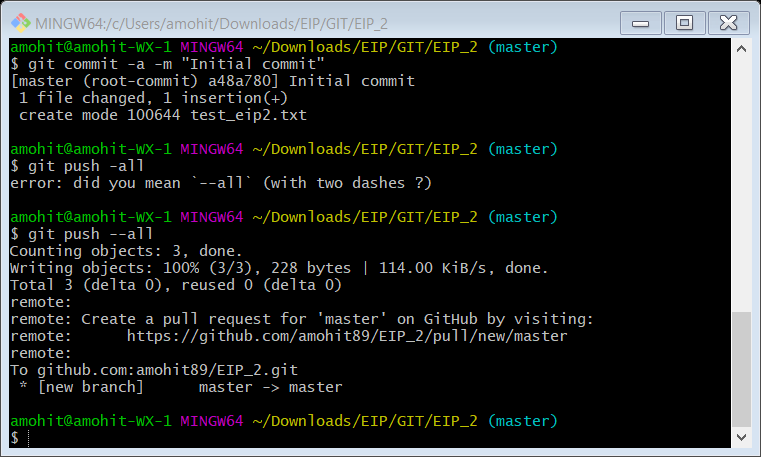 MINGW64:/c/Users/amohit/Downloads/EIP/GIT/EIP_2
amohit@amohit-WX-1 MINGW64 ~/Downloads/EIP/GIT/EIP_2 (master)
$ git commit -a -m "Initial commit"
[master (root-commit) a48a780] Initial commit
 1 file changed, 1 insertion(+)
 create mode 100644 test_eip2.txt

amohit@amohit-WX-1 MINGW64 ~/Downloads/EIP/GIT/EIP_2 (master)
$ git push -all
error: did you mean `--all` (with two dashes ?)

amohit@amohit-WX-1 MINGW64 ~/Downloads/EIP/GIT/EIP_2 (master)
$ git push --all
Counting objects: 3, done.
Writing objects: 100% (3/3), 228 bytes | 114.00 KiB/s, done.
Total 3 (delta 0), reused 0 (delta 0)
remote:
remote: Create a pull request for 'master' on GitHub by visiting:
remote:      https://github.com/amohit89/EIP_2/pull/new/master
remote:
To github.com:amohit89/EIP_2.git
 * [new branch]      master -> master

amohit@amohit-WX-1 MINGW64 ~/Downloads/EIP/GIT/EIP_2 (master)
$